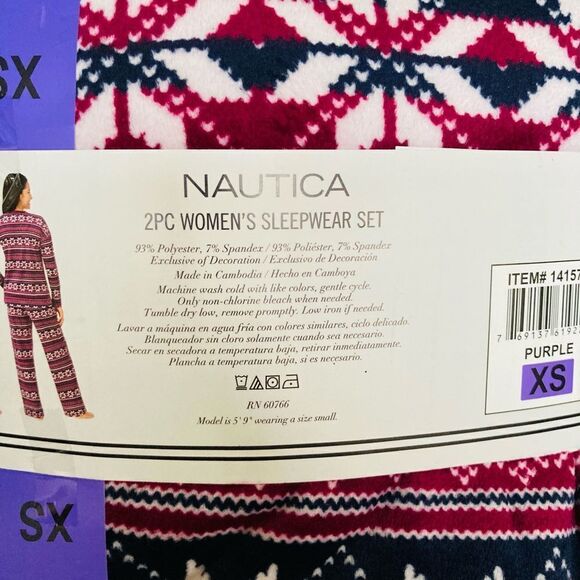 SX
NAUTICA
2PC WOMEN'S SLEEPWEAR SET
93% Polyester, 7% Spandex / 93% Poliéster, 7% Spandex
Exclusive of Decoration / Exclusivo de Decoración
Made in Cambodia / Hecho en Camboya
Machine wash cold with like colors, gentle cycle.
Only non-chlorine bleach when needed.
Tumble dry low, remove promptly. Low iron if needed.
Lavar a máquina en agua fría con colores similares, ciclo delicado.
Blanqueador sin cloro solamente cuando sea necesario.
Secar en secadora a temperatura baja, retirar inmediatamente.
Plancha a temperatura baja, si es necesario.
RN 60766
Model is 5' 9" wearing a size small.
ITEM# 14157
7 69137 6192
PURPLE
XS
SX